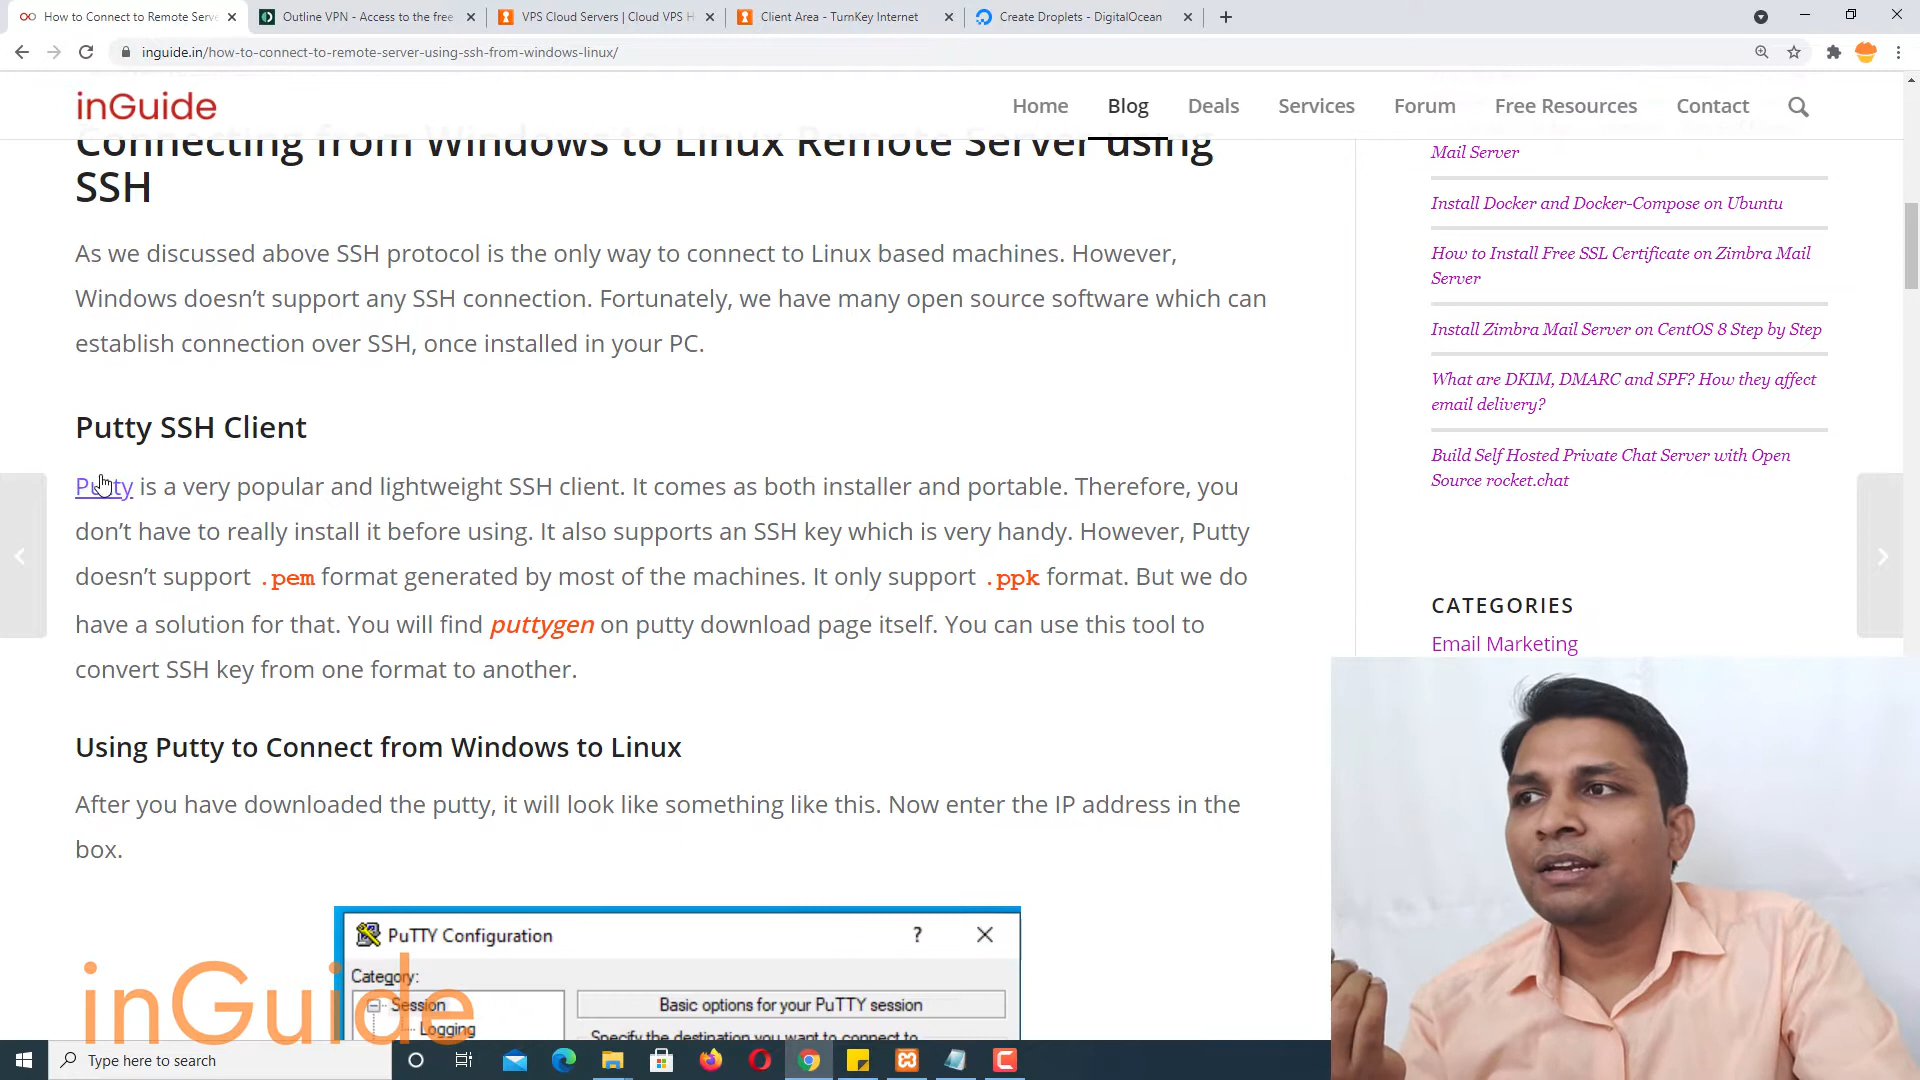 How to Connect to Remote Serve
Outline VPN - Access to the free
VPS Cloud Servers | Cloud VPS H
Client Area - TurnKey Internet
Create Droplets - DigitalOcean
inguide.in/how-to-connect-to-remote-server-using-ssh-from-windows-linux/
inGuide
Home
Blog
Deals
Services
Forum
Free Resources
Contact
Connecting from Windows to Linux Remote Server using
SSH
As we discussed above SSH protocol is the only way to connect to Linux based machines. However,
Windows doesn’t support any SSH connection. Fortunately, we have many open source software which can
establish connection over SSH, once installed in your PC.
Putty SSH Client
Putty is a very popular and lightweight SSH client. It comes as both installer and portable. Therefore, you
don’t have to really install it before using. It also supports an SSH key which is very handy. However, Putty
doesn’t support .pem format generated by most of the machines. It only support .ppk format. But we do
have a solution for that. You will find puttygen on putty download page itself. You can use this tool to
convert SSH key from one format to another.
Using Putty to Connect from Windows to Linux
After you have downloaded the putty, it will look like something like this. Now enter the IP address in the
box.
PuTTY Configuration
?
Category:
Session
Logging
Basic options for your PuTTY session
Specify the destination you want to connect to
Mail Server
Install Docker and Docker-Compose on Ubuntu
How to Install Free SSL Certificate on Zimbra Mail
Server
Install Zimbra Mail Server on CentOS 8 Step by Step
What are DKIM, DMARC and SPF? How they affect
email delivery?
Build Self Hosted Private Chat Server with Open
Source rocket.chat
CATEGORIES
Email Marketing
inGuide
Type here to search